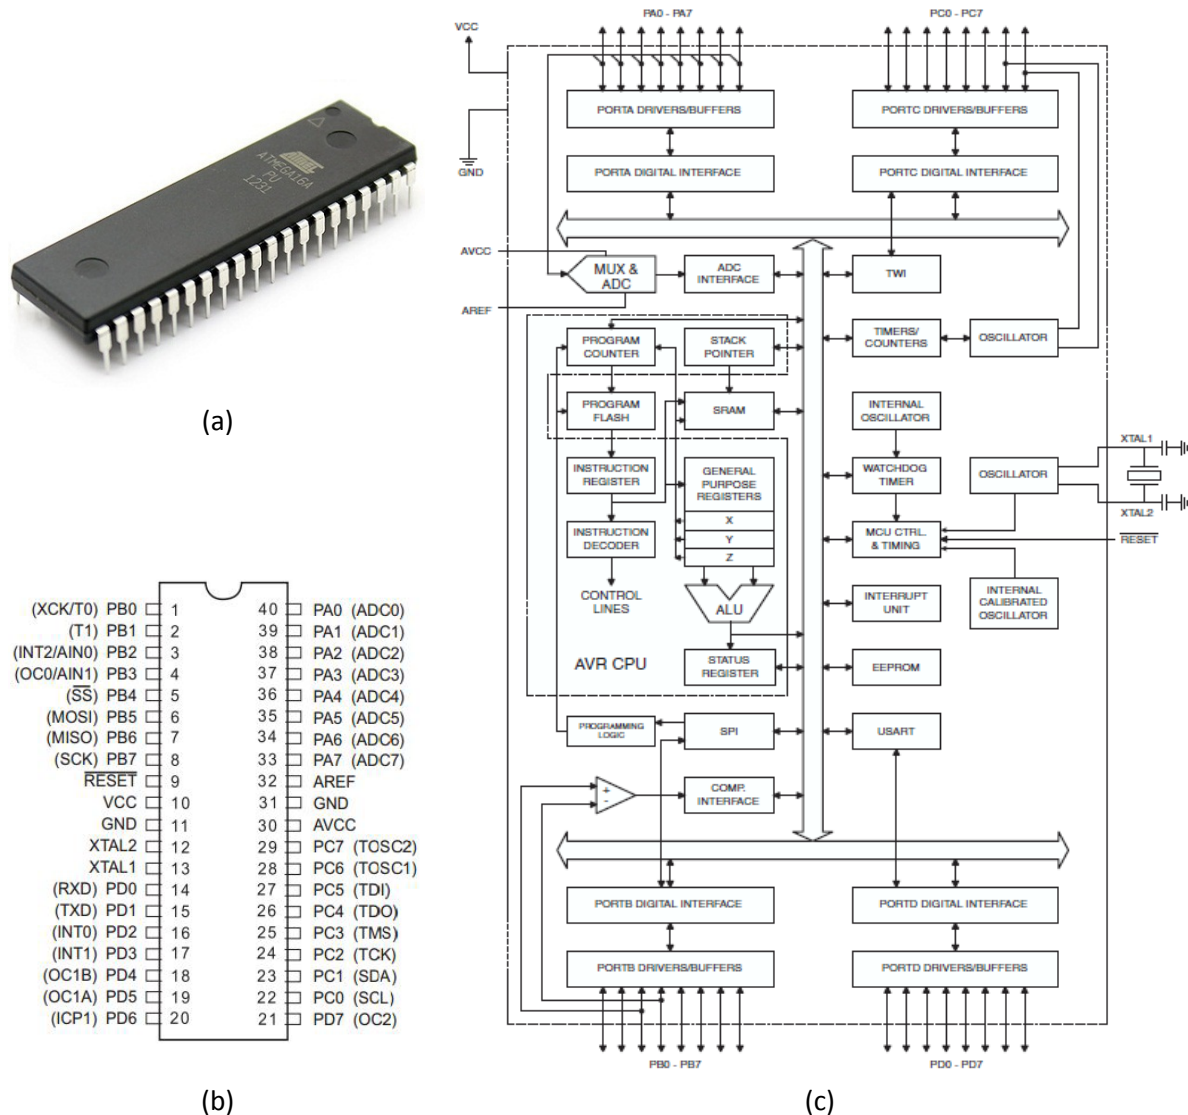 ATMEL
ATMEGA16A
PU
1231
(a)
(XCK/T0) PB0 1 40 PA0 (ADC0)
(T1) PB1 2 39 PA1 (ADC1)
(INT2/AIN0) PB2 3 38 PA2 (ADC2)
(OC0/AIN1) PB3 4 37 PA3 (ADC3)
(SS) PB4 5 36 PA4 (ADC4)
(MOSI) PB5 6 35 PA5 (ADC5)
(MISO) PB6 7 34 PA6 (ADC6)
(SCK) PB7 8 33 PA7 (ADC7)
RESET 9 32 AREF
VCC 10 31 GND
GND 11 30 AVCC
XTAL2 12 29 PC7 (TOSC2)
XTAL1 13 28 PC6 (TOSC1)
(RXD) PD0 14 27 PC5 (TDI)
(TXD) PD1 15 26 PC4 (TDO)
(INT0) PD2 16 25 PC3 (TMS)
(INT1) PD3 17 24 PC2 (TCK)
(OC1B) PD4 18 23 PC1 (SDA)
(OC1A) PD5 19 22 PC0 (SCL)
(ICP1) PD6 20 21 PD7 (OC2)
(b)
PA0 - PA7
PC0 - PC7
VCC
PORTA DRIVERS/BUFFERS
PORTC DRIVERS/BUFFERS
GND
PORTA DIGITAL INTERFACE
PORTC DIGITAL INTERFACE
AVCC
MUX &
ADC
ADC
INTERFACE
TWI
AREF
PROGRAM
COUNTER
STACK
POINTER
TIMERS/
COUNTERS
OSCILLATOR
PROGRAM
FLASH
SRAM
INTERNAL
OSCILLATOR
XTAL1
INSTRUCTION
REGISTER
GENERAL
PURPOSE
REGISTERS
WATCHDOG
TIMER
OSCILLATOR
XTAL2
X
Y
Z
INSTRUCTION
DECODER
MCU CTRL.
& TIMING
RESET
CONTROL
LINES
ALU
INTERRUPT
UNIT
INTERNAL
CALIBRATED
OSCILLATOR
AVR CPU
STATUS
REGISTER
EEPROM
PROGRAMMING
LOGIC
SPI
USART
+
-
COMP.
INTERFACE
PORTB DIGITAL INTERFACE
PORTD DIGITAL INTERFACE
PORTB DRIVERS/BUFFERS
PORTD DRIVERS/BUFFERS
PB0 - PB7
PD0 - PD7
(c)